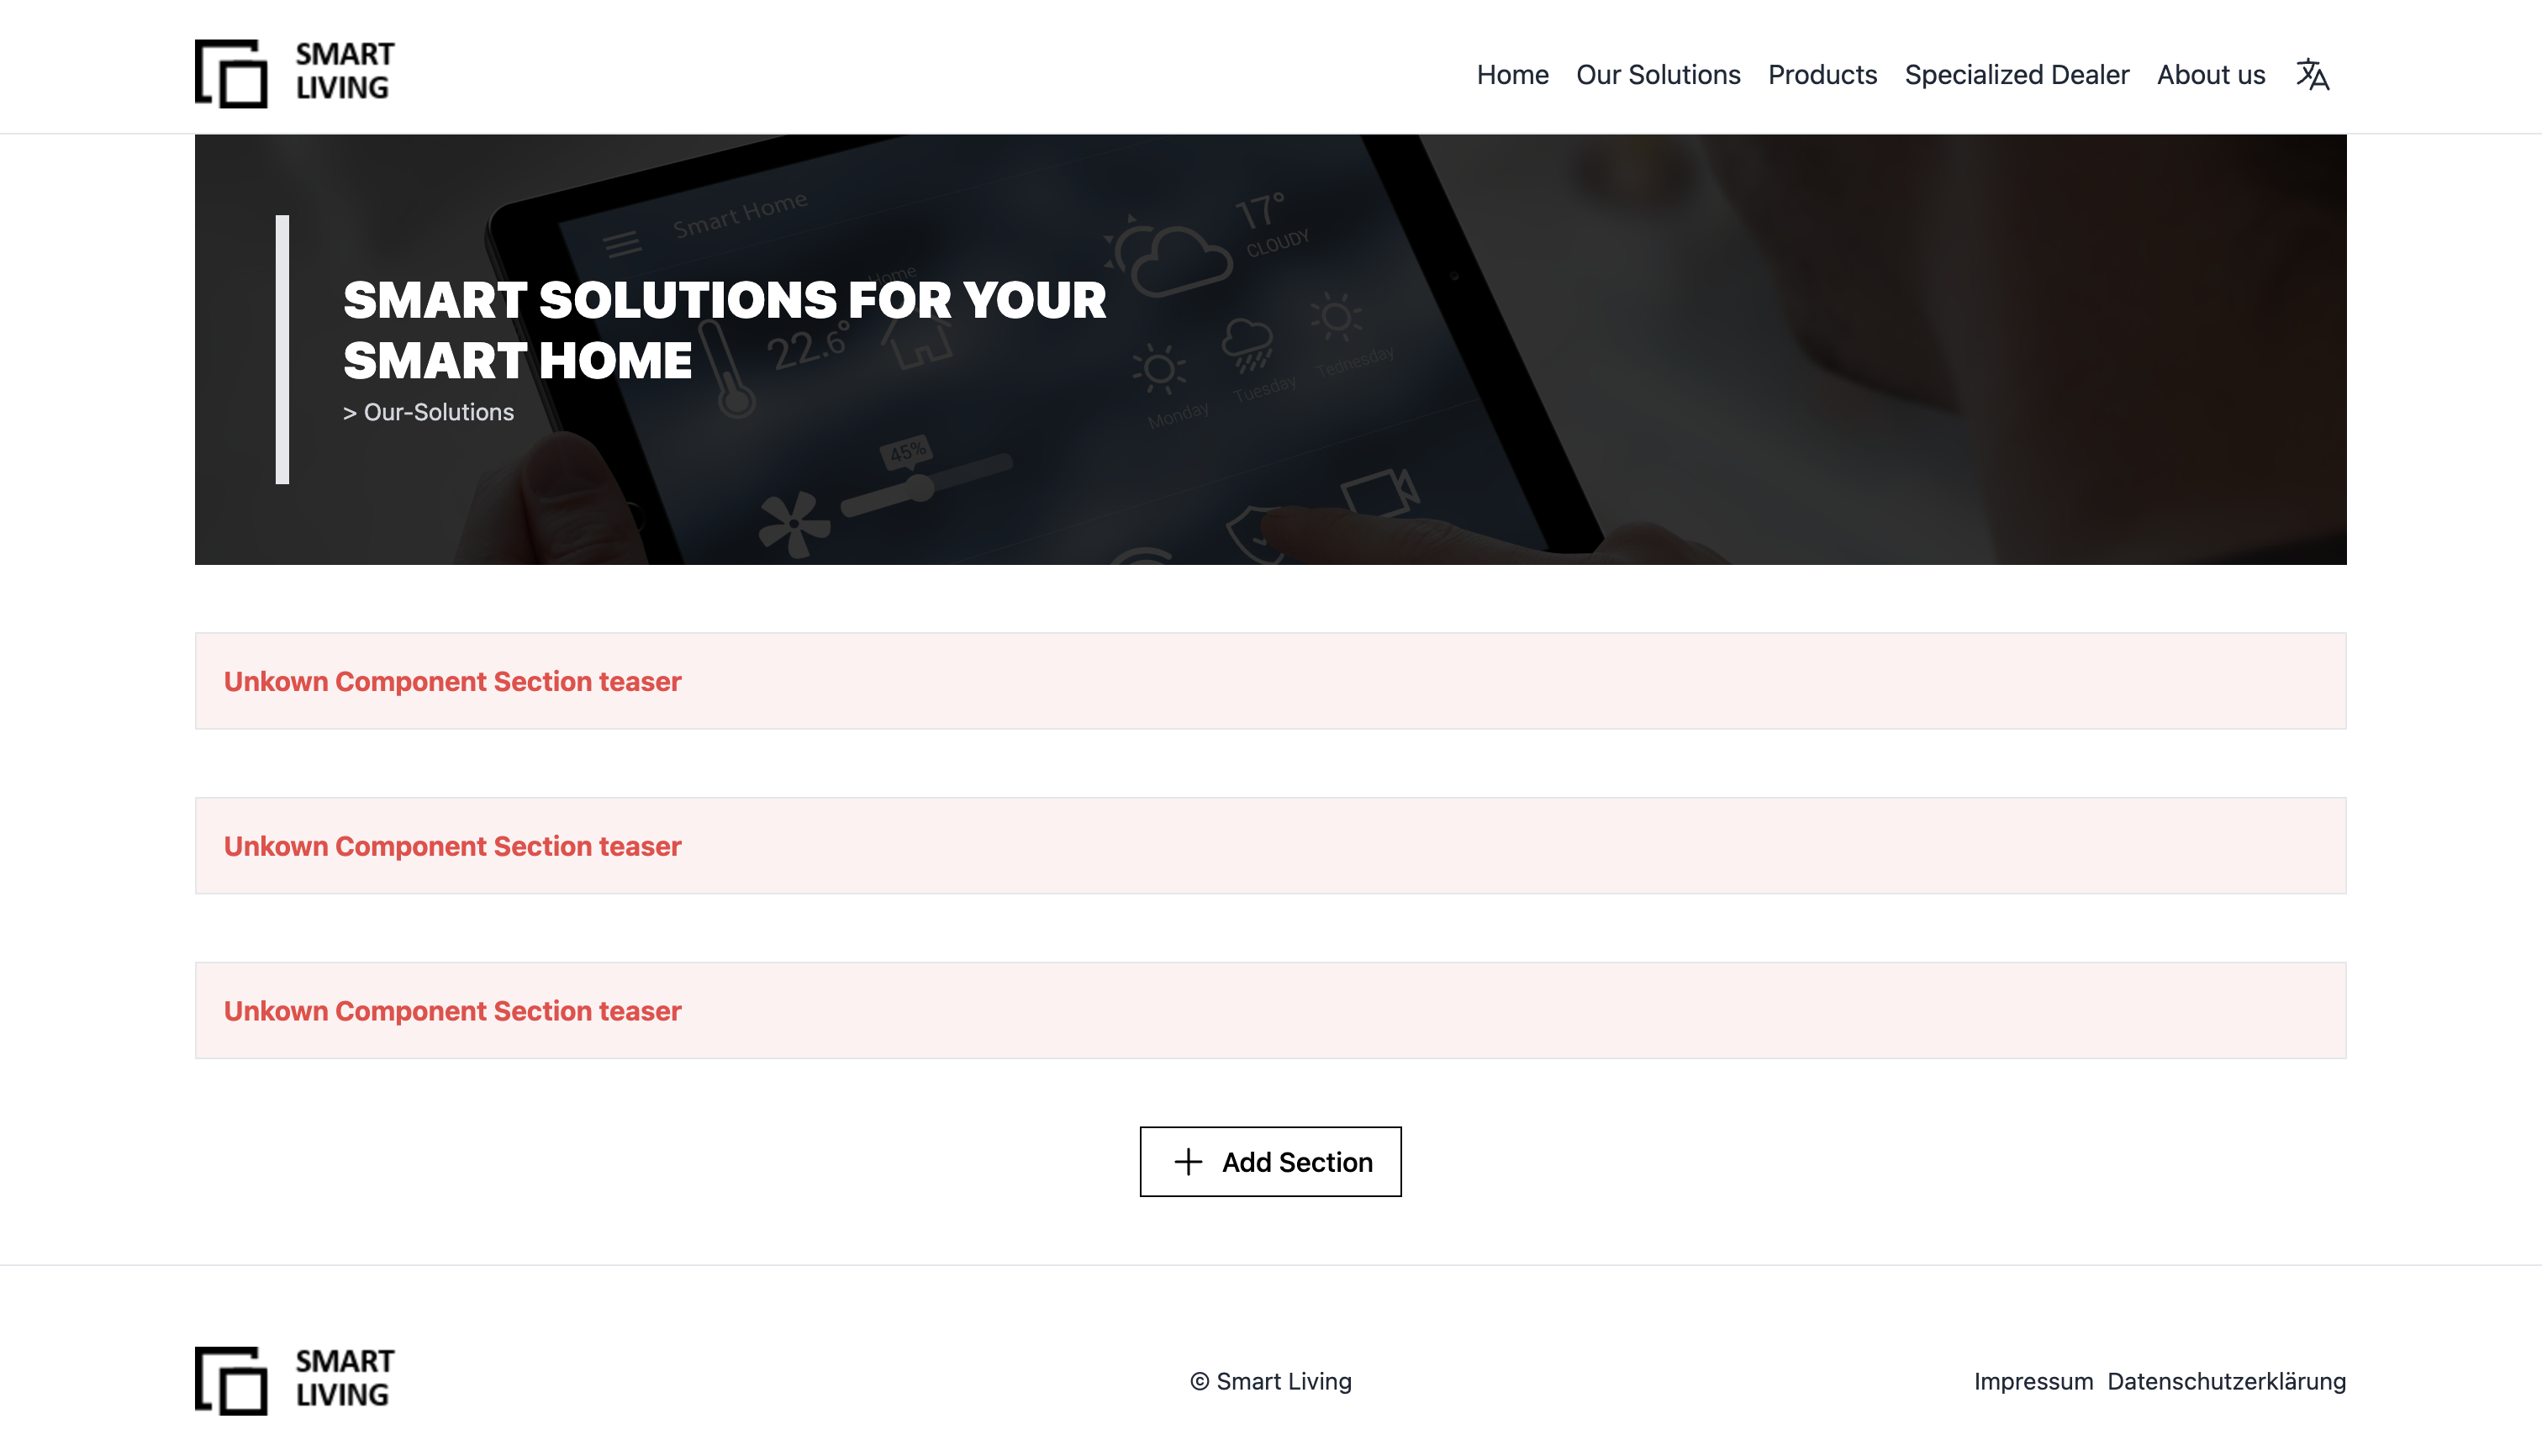 SMART
LIVING
Home Our Solutions Products Specialized Dealer About us
Smart Home
17°
CLOUDY
Home
SMART SOLUTIONS FOR YOUR
SMART HOME
22.6°
Monday Tuesday Tednesday
> Our-Solutions
45%
Unkown Component Section teaser
Unkown Component Section teaser
Unkown Component Section teaser
Add Section
SMART
LIVING
© Smart Living
Impressum Datenschutzerklärung